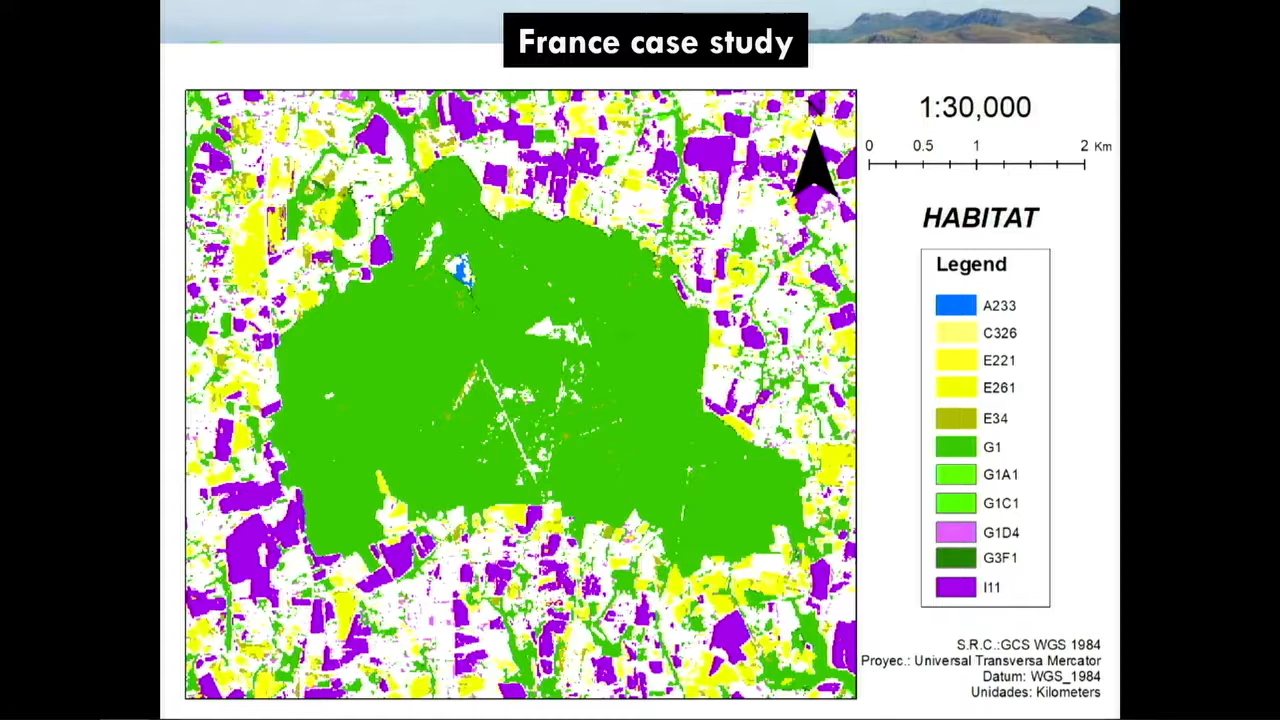 France case study
1:30,000
0 0.5 1 2 Km
HABITAT
Legend
A233
C326
E221
E261
E34
G1
G1A1
G1C1
G1D4
G3F1
I11
S.R.C.:GCS WGS 1984
Proyec.: Universal Transversa Mercator
Datum: WGS_1984
Unidades: Kilometers